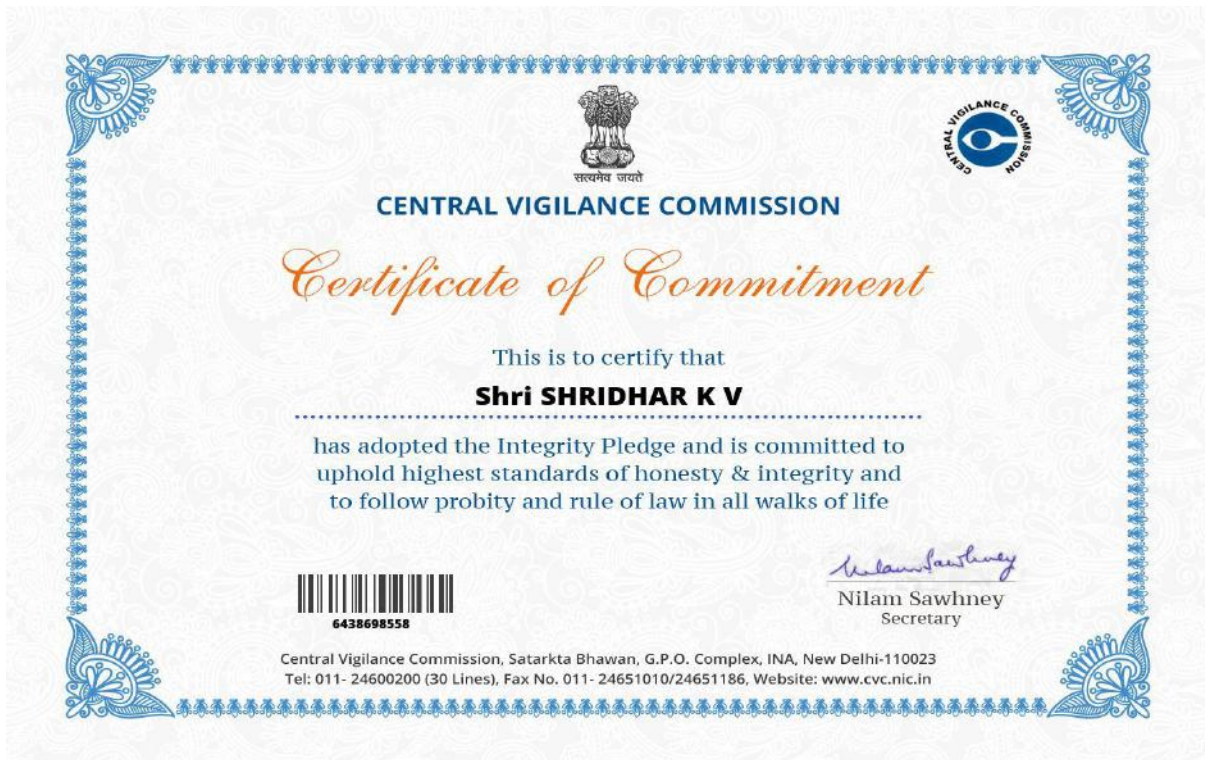 सत्यमेव जयते
CENTRAL VIGILANCE COMMISSION
CENTRAL VIGILANCE COMMISSION
Certificate of Commitment
This is to certify that
Shri SHRIDHAR K V
has adopted the Integrity Pledge and is committed to
uphold highest standards of honesty & integrity and
to follow probity and rule of law in all walks of life
Nilam Sawhney
Nilam Sawhney
Secretary
6438698558
Central Vigilance Commission, Satarkta Bhawan, G.P.O. Complex, INA, New Delhi-110023
Tel: 011- 24600200 (30 Lines), Fax No. 011- 24651010/24651186, Website: www.cvc.nic.in